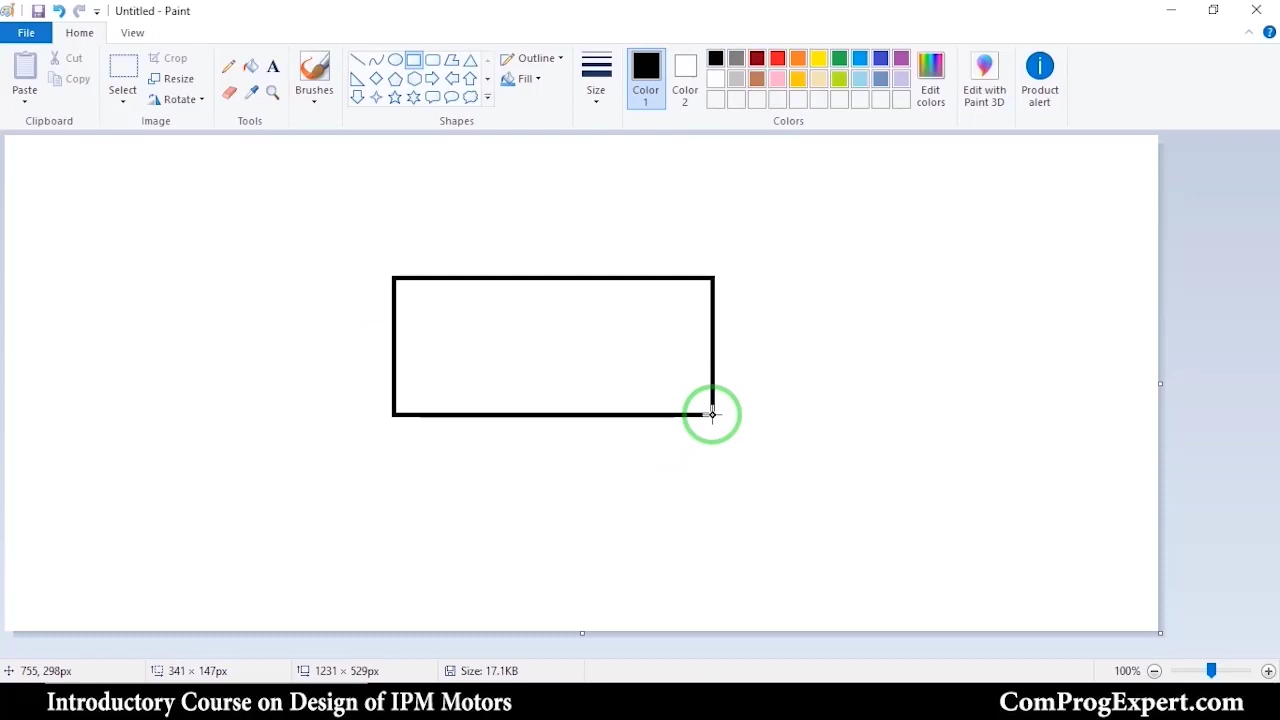 Untitled - Paint
File Home View
Paste
Cut
Copy
Clipboard
Select
Crop
Resize
Rotate
Image
A
Tools
Brushes
Outline
Fill
Shapes
Size
Color 1
Color 2
Edit colors
Colors
Edit with Paint 3D
Product alert
755, 298px
341 × 147px
1231 × 529px
Size: 17.1KB
100%
Introductory Course on Design of IPM Motors
ComProgExpert.com